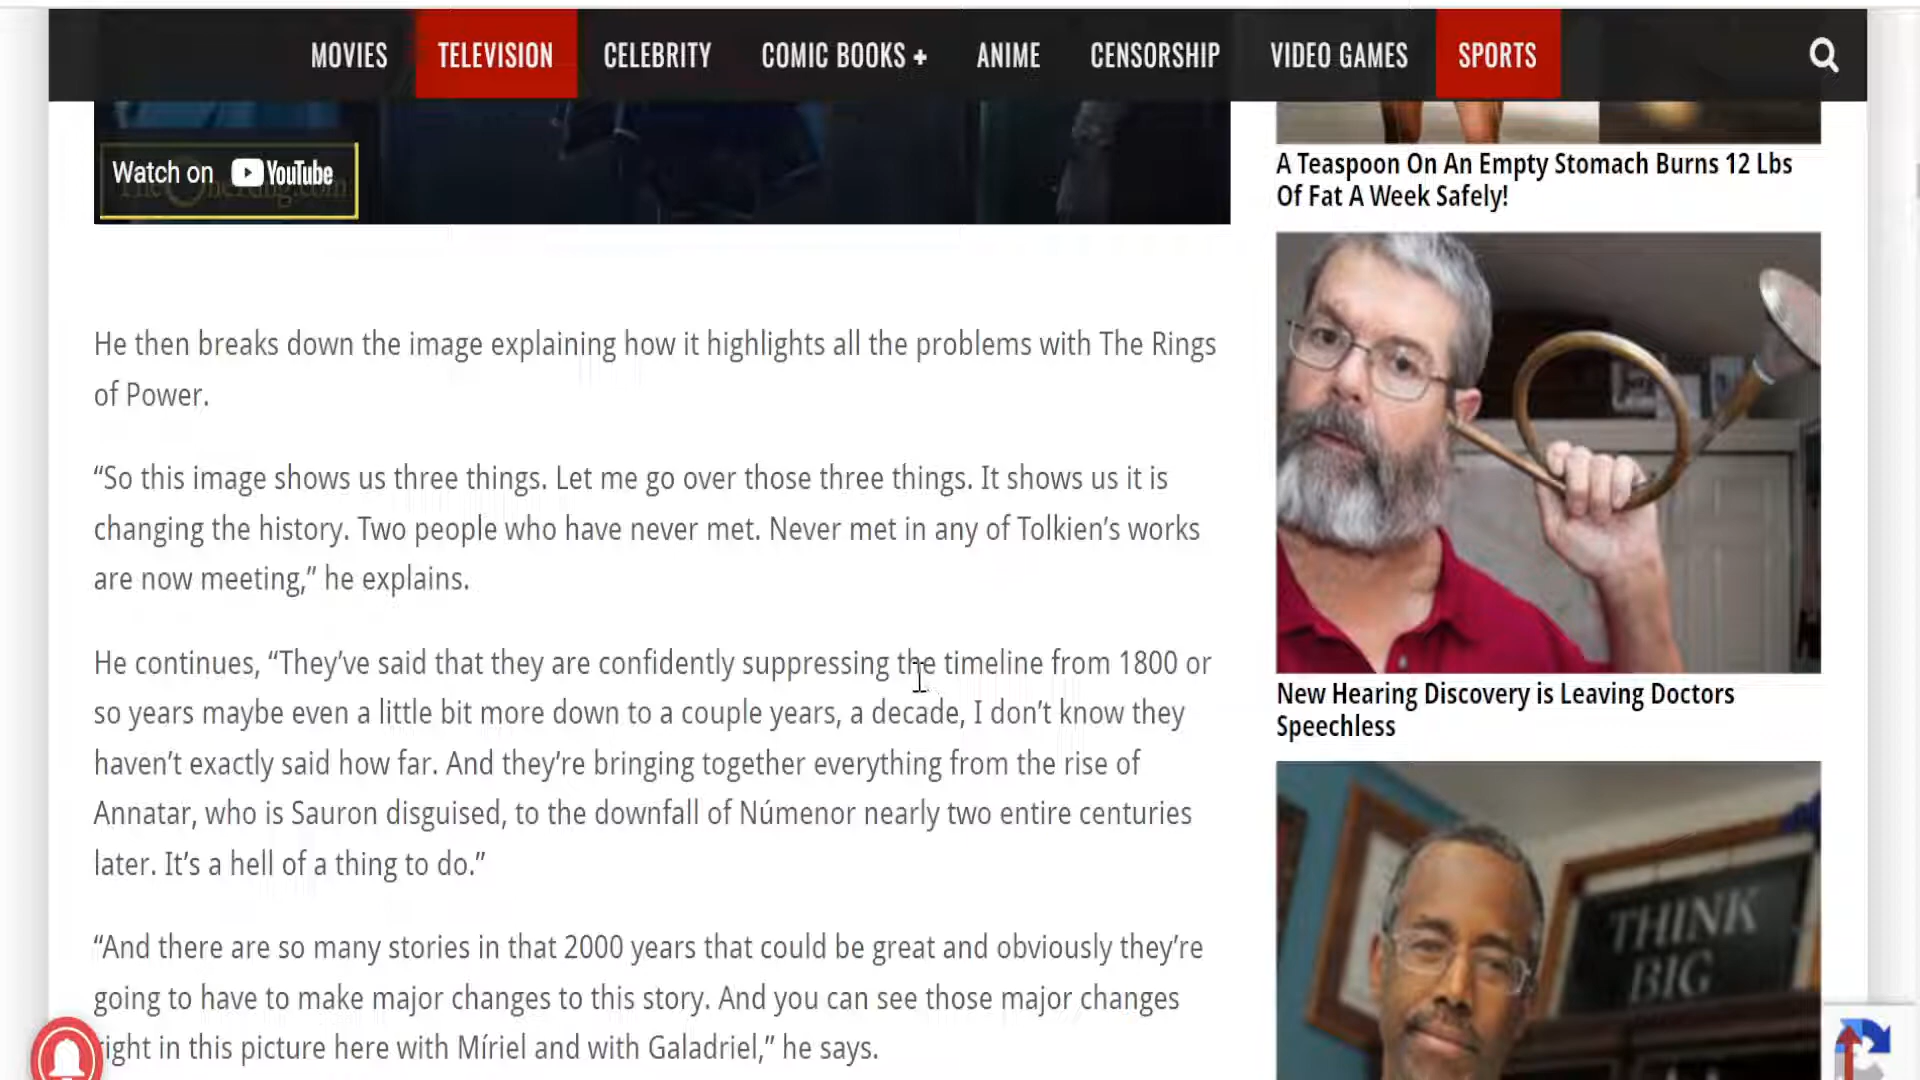 MOVIES TELEVISION CELEBRITY COMIC BOOKS + ANIME CENSORSHIP VIDEO GAMES SPORTS
Watch on YouTube
He then breaks down the image explaining how it highlights all the problems with The Rings
of Power.
“So this image shows us three things. Let me go over those three things. It shows us it is
changing the history. Two people who have never met. Never met in any of Tolkien’s works
are now meeting,” he explains.
He continues, “They’ve said that they are confidently suppressing the timeline from 1800 or
so years maybe even a little bit more down to a couple years, a decade, I don’t know they
haven’t exactly said how far. And they’re bringing together everything from the rise of
Annatar, who is Sauron disguised, to the downfall of Númenor nearly two entire centuries
later. It’s a hell of a thing to do.”
“And there are so many stories in that 2000 years that could be great and obviously they’re
going to have to make major changes to this story. And you can see those major changes
right in this picture here with Míriel and with Galadriel,” he says.
A Teaspoon On An Empty Stomach Burns 12 Lbs
Of Fat A Week Safely!
New Hearing Discovery is Leaving Doctors
Speechless
THINK
BIG